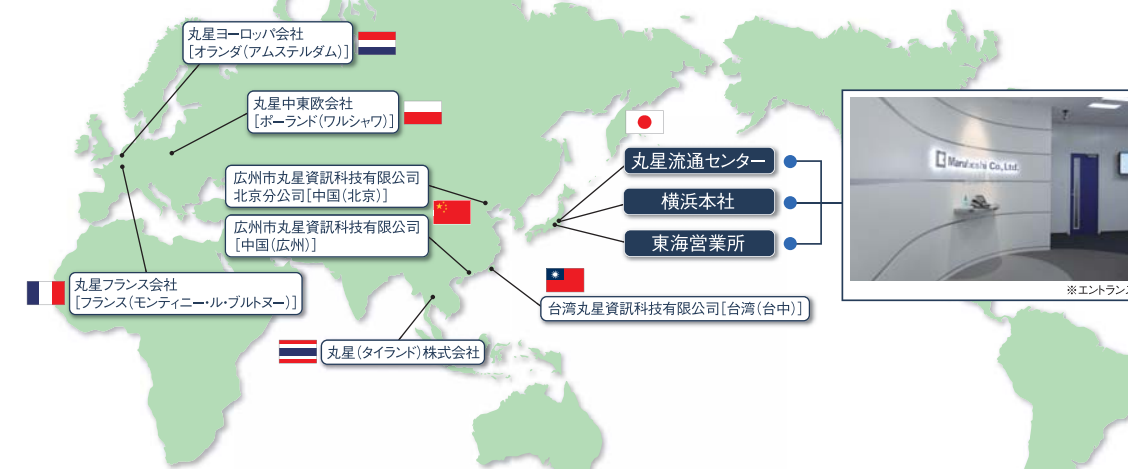 丸星ヨーロッパ会社
[オランダ(アムステルダム)]
丸星中東欧会社
[ポーランド(ワルシャワ)]
広州市丸星資訊科技有限公司
北京分公司[中国(北京)]
広州市丸星資訊科技有限公司
[中国(広州)]
丸星フランス会社
[フランス(モンティニー・ル・ブルトヌー)]
丸星(タイランド)株式会社
台湾丸星資訊科技有限公司[台湾(台中)]
丸星流通センター
横浜本社
東海営業所
Maruboshi Co.,Ltd.
※エントランス